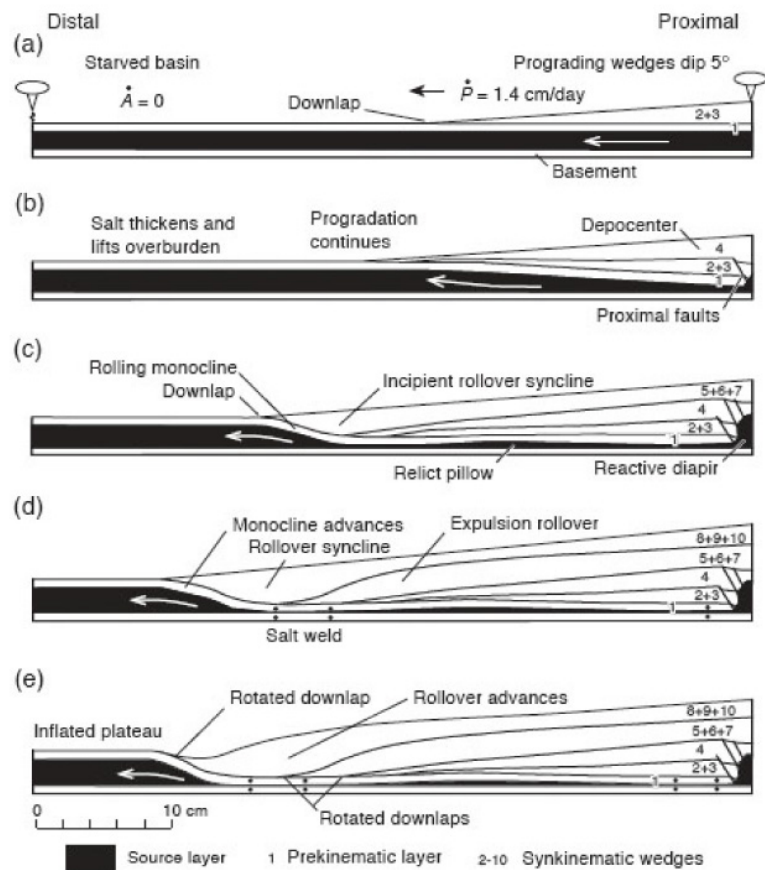 Distal Proximal
(a)
Starved basin Prograding wedges dip 5°
Ȧ = 0 Ṗ = 1.4 cm/day
Downlap
2+3
1
Basement
(b)
Salt thickens and
lifts overburden
Progradation
continues
Depocenter
4
2+3
1
Proximal faults
(c)
Rolling monocline
Downlap
Incipient rollover syncline
5+6+7
4
2+3
1
Relict pillow
Reactive diapir
(d)
Monocline advances
Rollover syncline
Expulsion rollover
8+9+10
5+6+7
4
2+3
1
Salt weld
(e)
Rotated downlap
Rollover advances
Inflated plateau
8+9+10
5+6+7
4
2+3
1
Rotated downlaps
0 10 cm
Source layer 1 Prekinematic layer 2-10 Synkinematic wedges